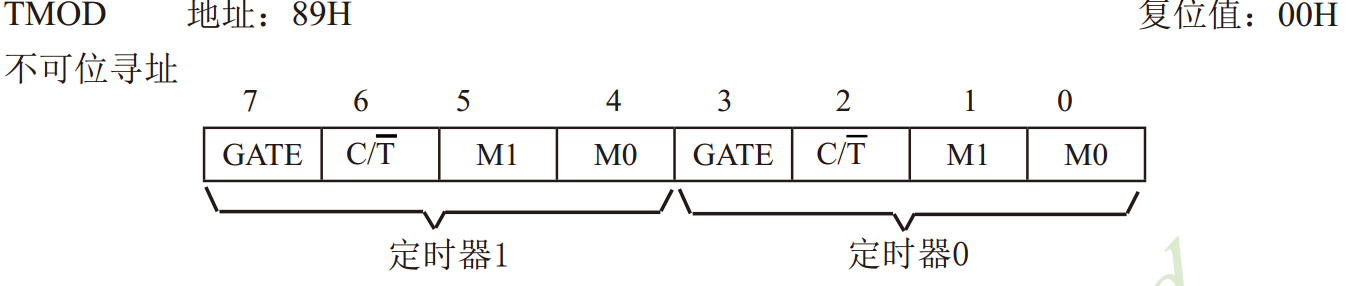 TMOD 地址：89H 复位值：00H
不可位寻址
7 6 5 4 3 2 1 0
GATE C/T̅ M1 M0 GATE C/T̅ M1 M0
定时器1 定时器0